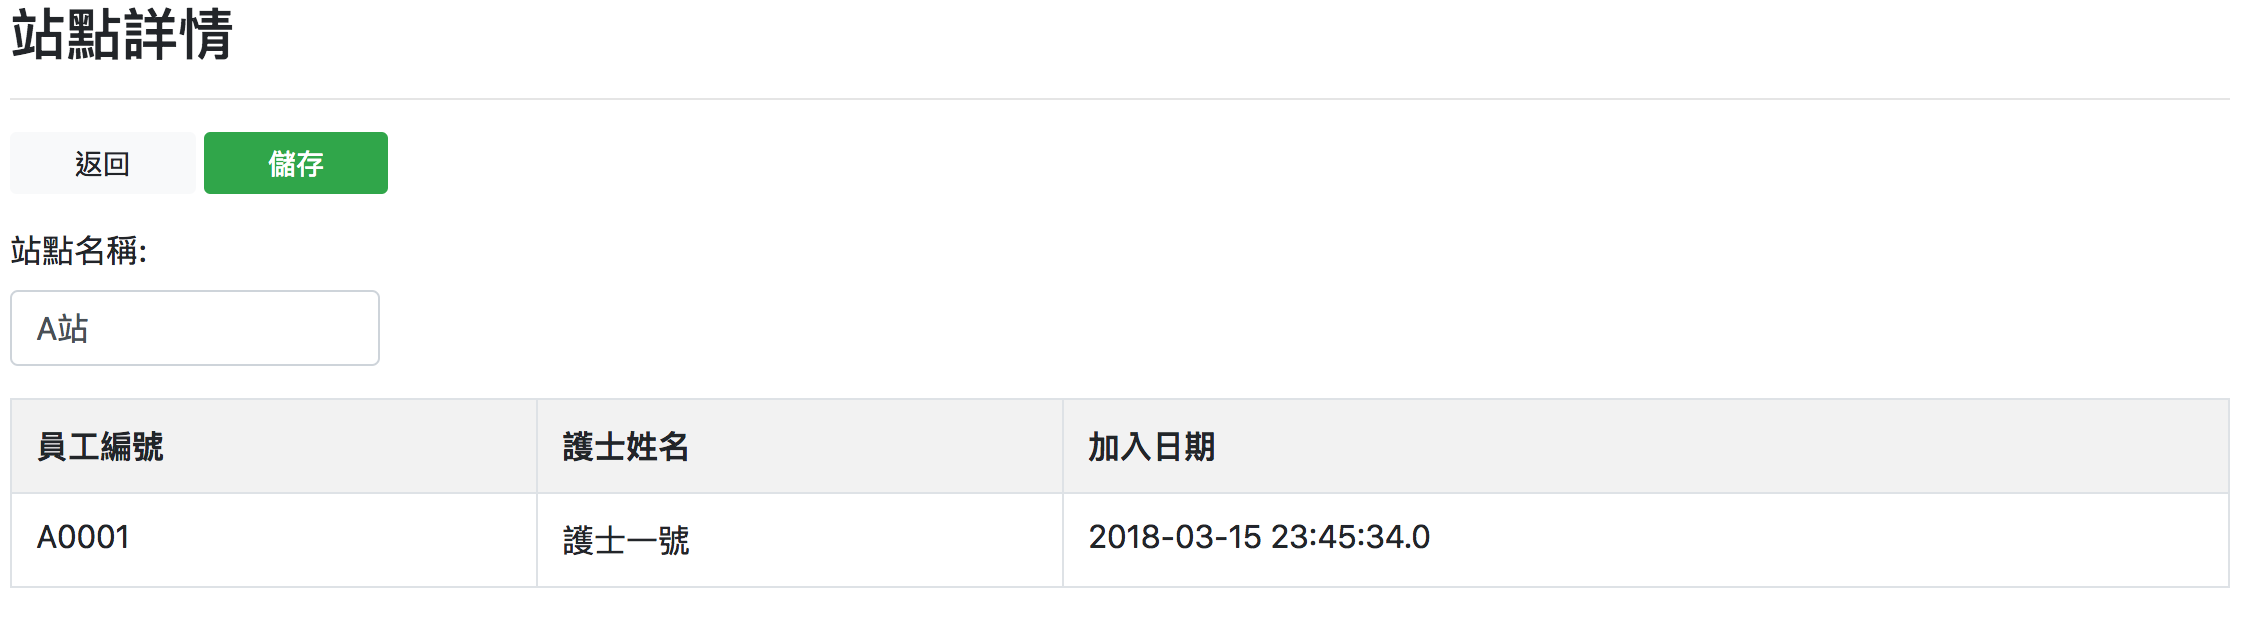 站點詳情
返回 儲存
站點名稱:
A站
員工編號 護士姓名 加入日期
A0001 護士一號 2018-03-15 23:45:34.0